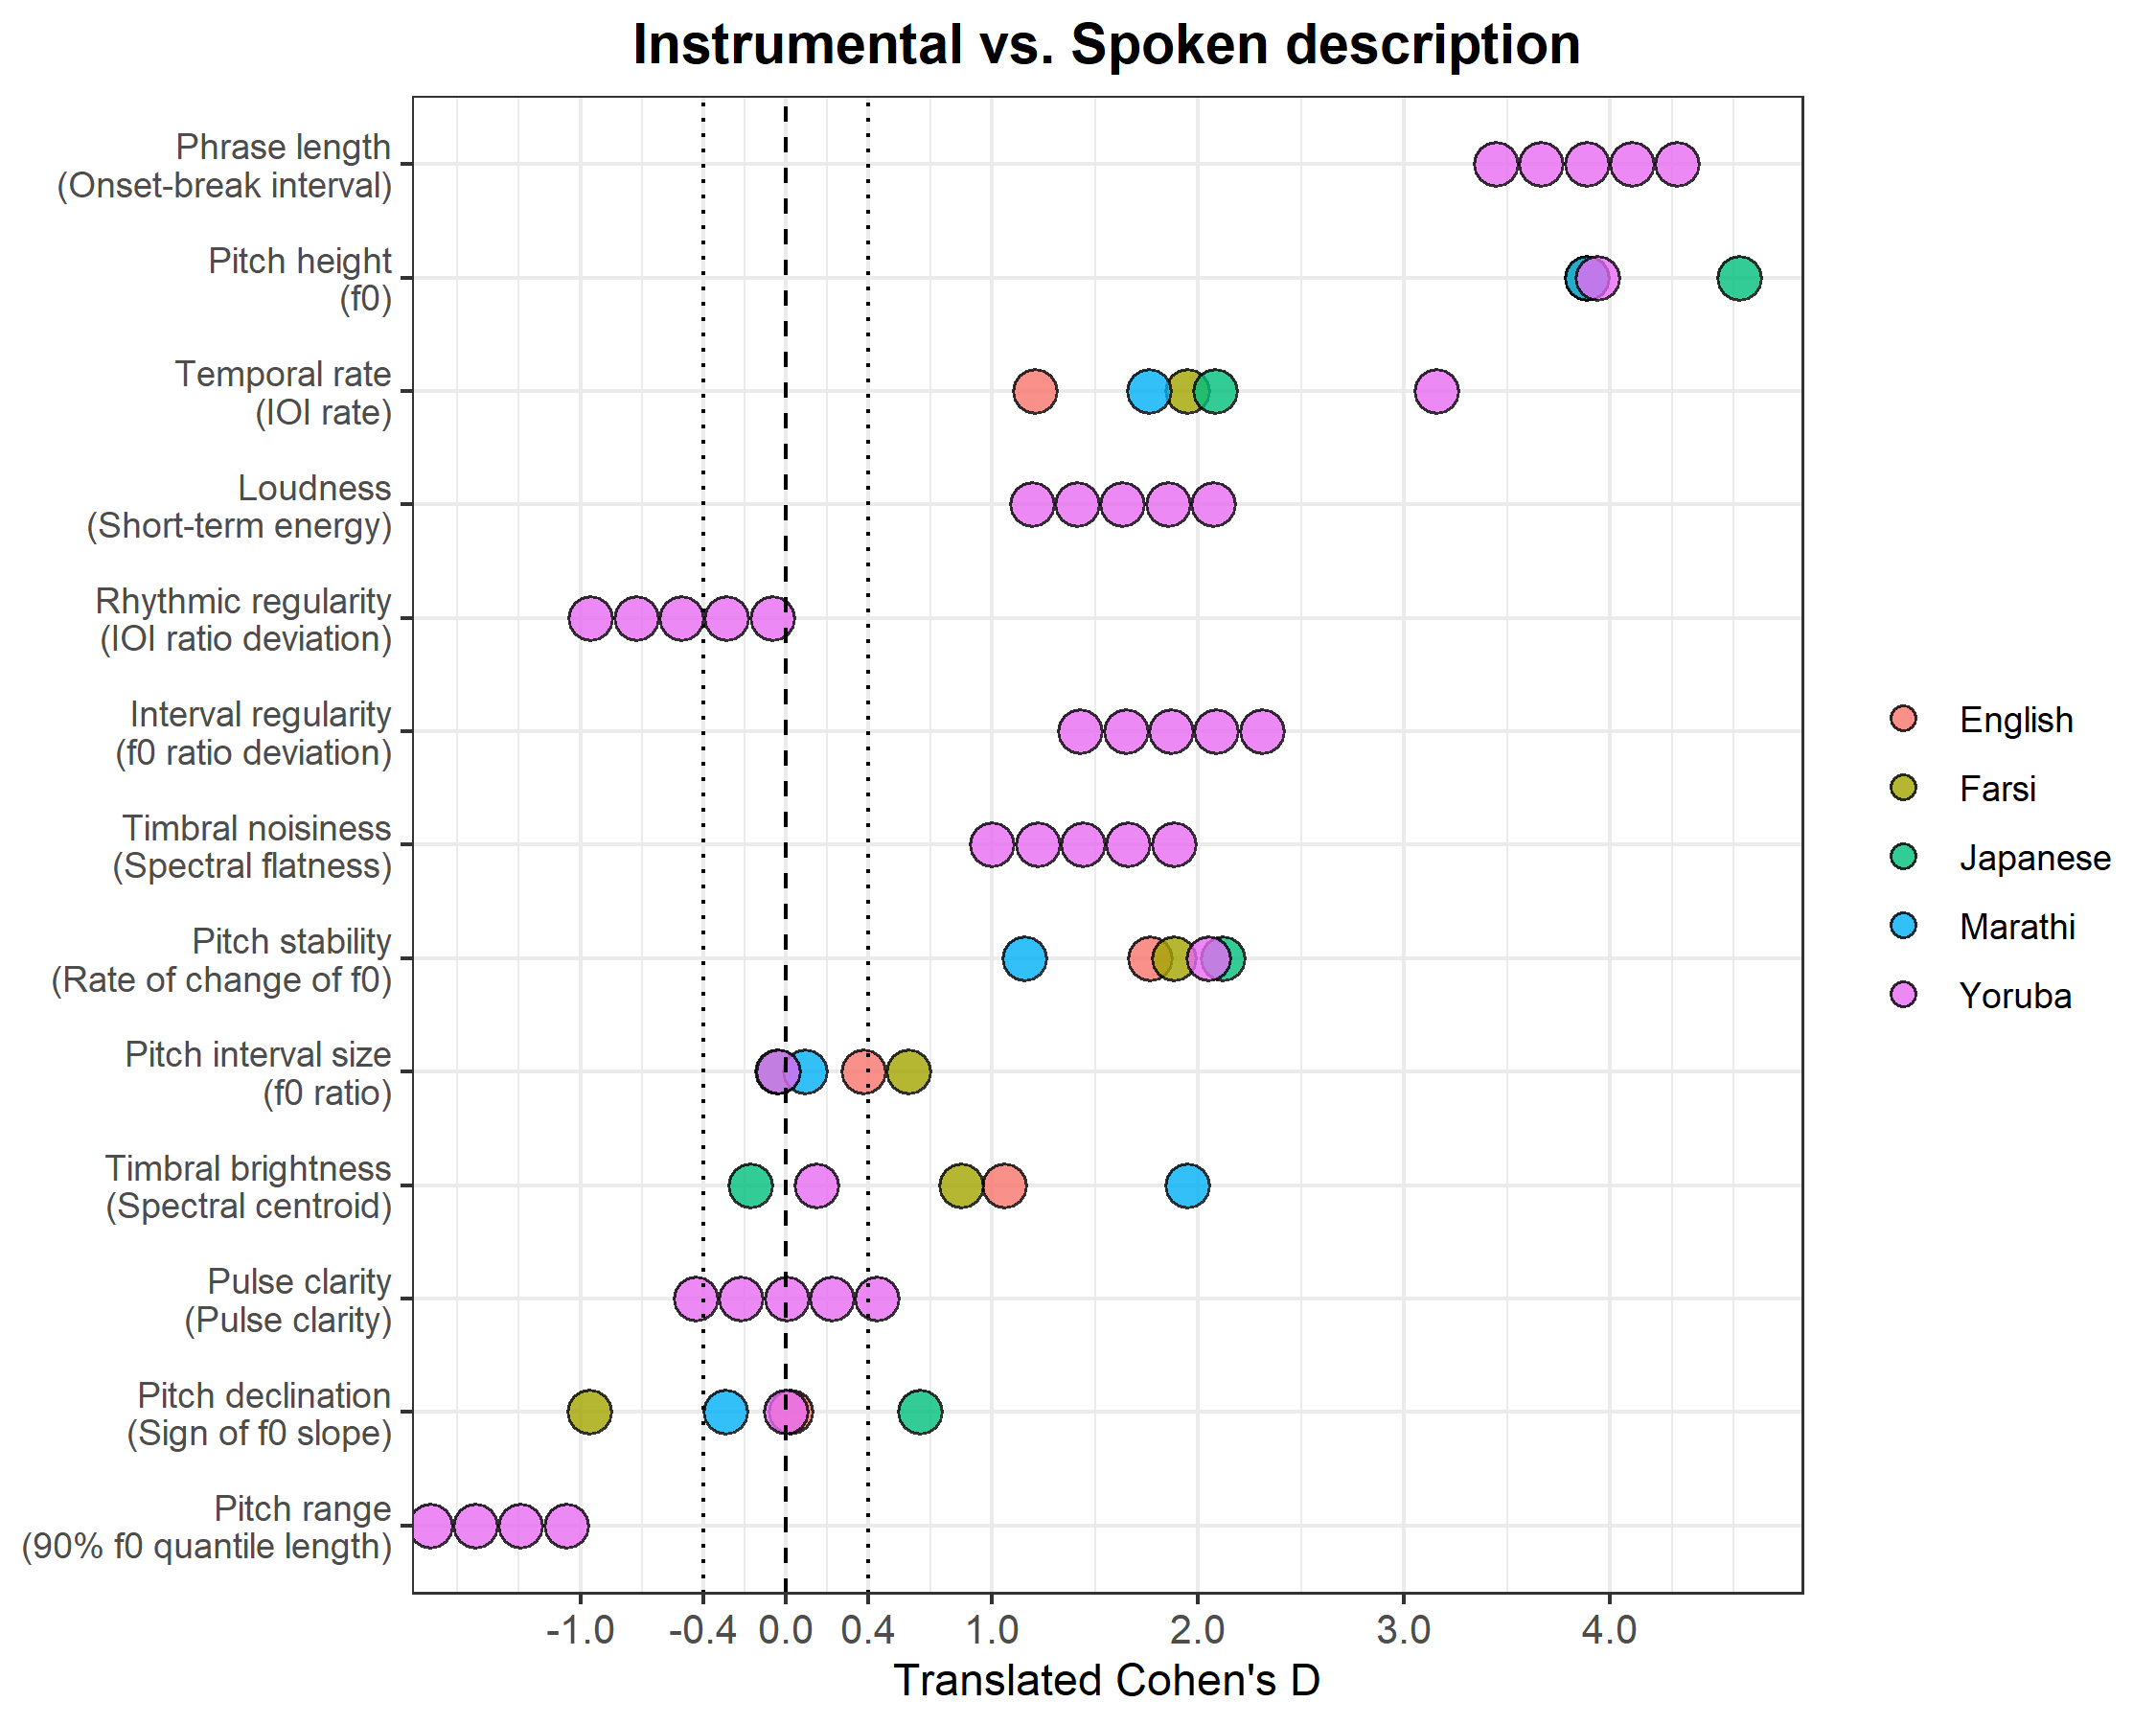 Instrumental vs. Spoken description
Phrase length
(Onset-break interval)
Pitch height
(f0)
Temporal rate
(IOI rate)
Loudness
(Short-term energy)
Rhythmic regularity
(IOI ratio deviation)
Interval regularity
(f0 ratio deviation)
Timbral noisiness
(Spectral flatness)
Pitch stability
(Rate of change of f0)
Pitch interval size
(f0 ratio)
Timbral brightness
(Spectral centroid)
Pulse clarity
(Pulse clarity)
Pitch declination
(Sign of f0 slope)
Pitch range
(90% f0 quantile length)
-1.0 -0.4 0.0 0.4 1.0 2.0 3.0 4.0
Translated Cohen's D
English
Farsi
Japanese
Marathi
Yoruba